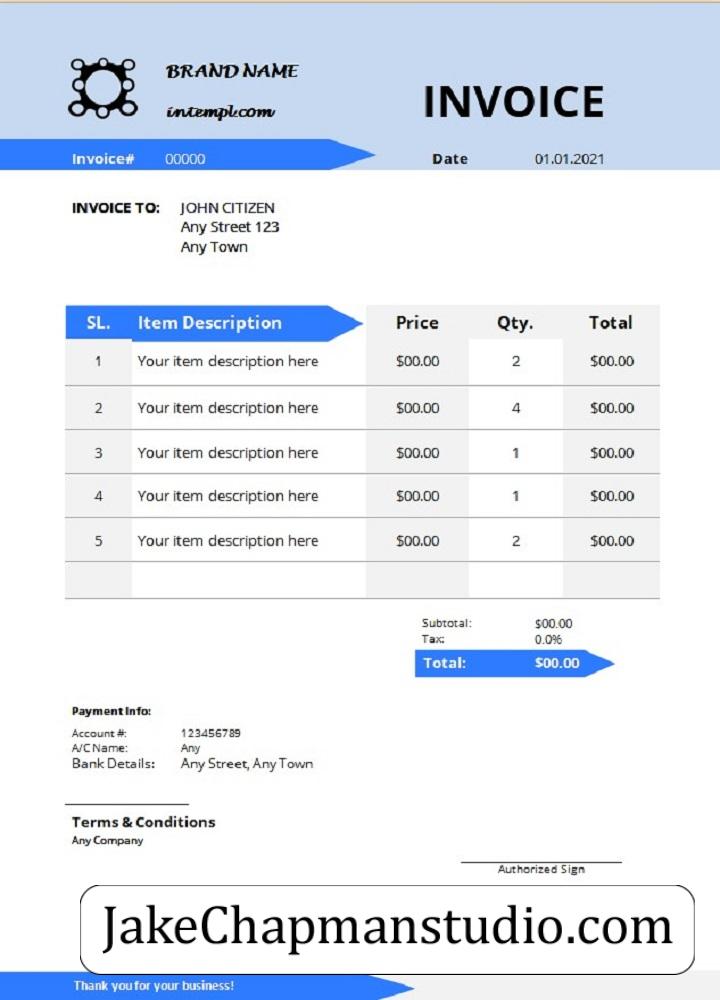 BRAND NAME
intempl.com
INVOICE
Invoice# 00000
Date 01.01.2021
INVOICE TO: JOHN CITIZEN
Any Street 123
Any Town
SL. Item Description Price Qty. Total
1 Your item description here $00.00 2 $00.00
2 Your item description here $00.00 4 $00.00
3 Your item description here $00.00 1 $00.00
4 Your item description here $00.00 1 $00.00
5 Your item description here $00.00 2 $00.00
Subtotal: $00.00
Tax: 0.0%
Total: $00.00
Payment Info:
Account #: 123456789
A/C Name: Any
Bank Details: Any Street, Any Town
Terms & Conditions
Any Company
Authorized Sign
JakeChapmanstudio.com
Thank you for your business!